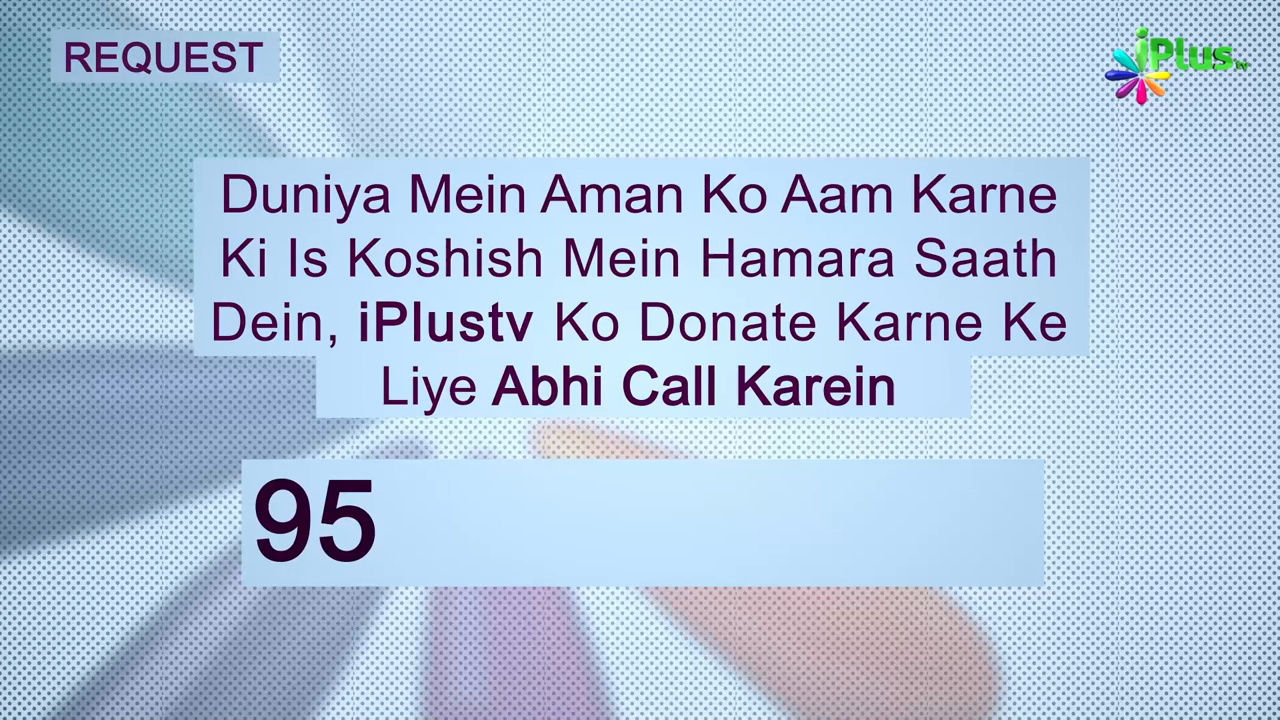 REQUEST
iPlus tv
Duniya Mein Aman Ko Aam Karne
Ki Is Koshish Mein Hamara Saath
Dein, iPlustv Ko Donate Karne Ke
Liye Abhi Call Karein
95